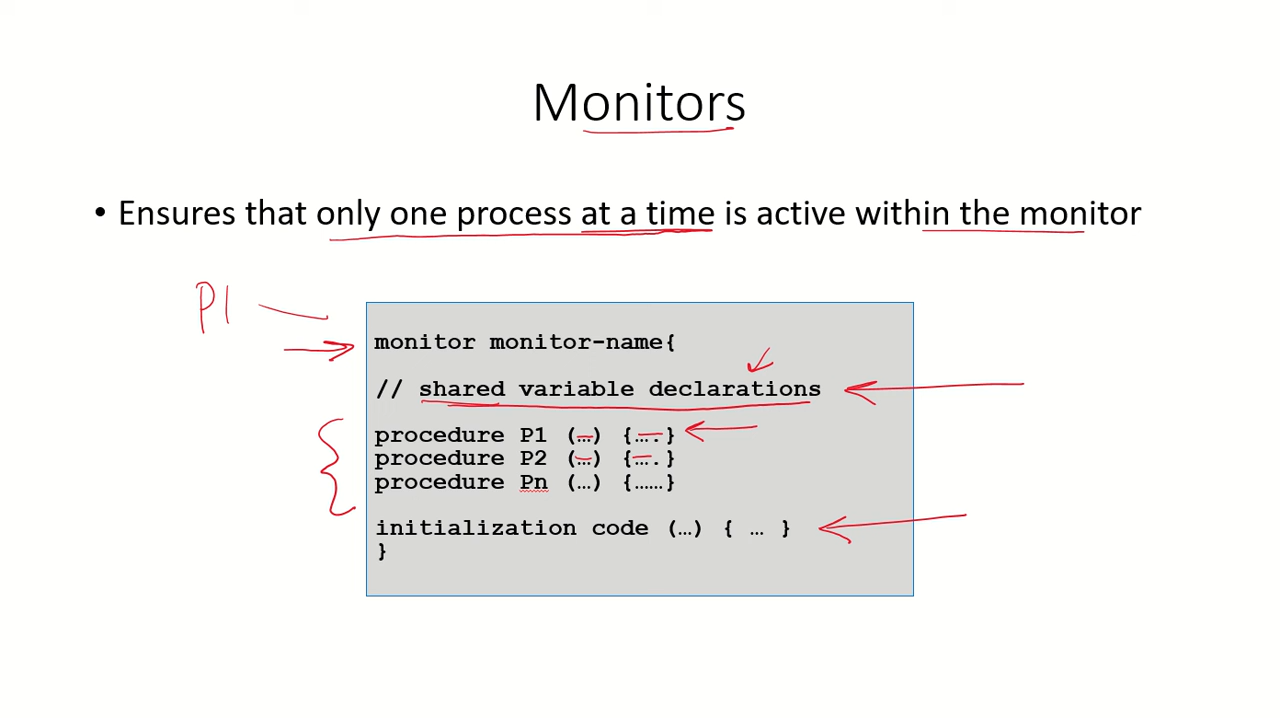 Monitors
• Ensures that only one process at a time is active within the monitor
P1
monitor monitor-name{
// shared variable declarations
procedure P1 (…) {….}
procedure P2 (…) {….}
procedure Pn (…) {……}
initialization code (…) { … }
}